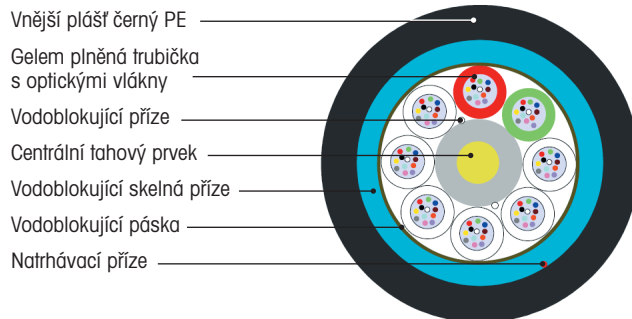 Vnější plášť černý PE
Gelem plněná trubička
s optickými vlákny
Vodoblokující příze
Centrální tahový prvek
Vodoblokující skelná příze
Vodoblokující páska
Natrhávací příze